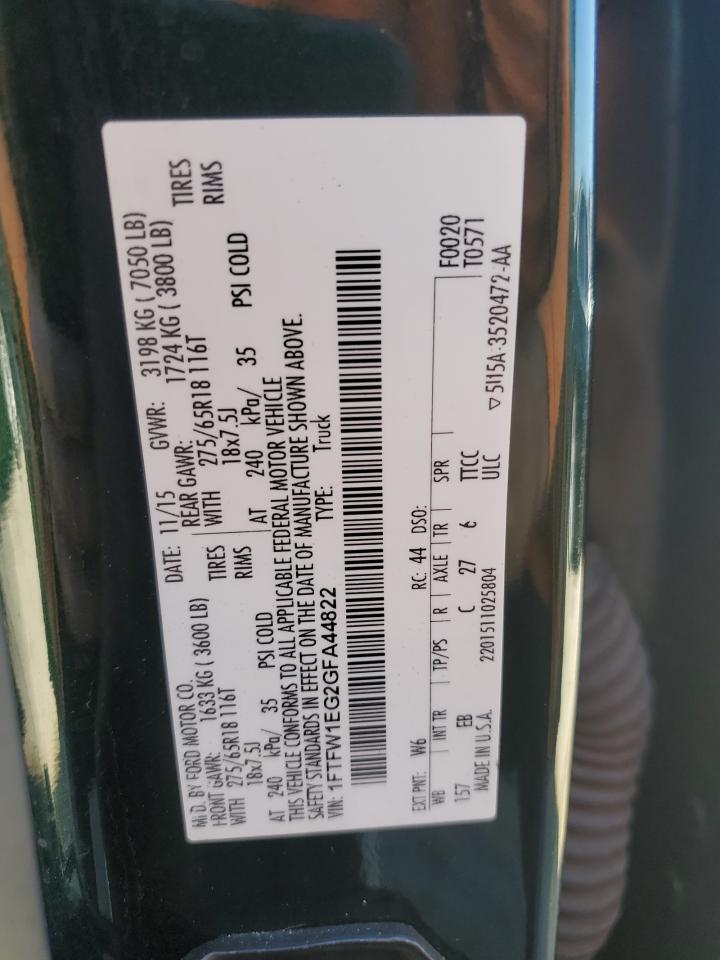 MFD. BY FORD MOTOR CO. DATE: 11/15 GVWR: 3198 KG ( 7050 LB)
FRONT GAWR: 1633 KG ( 3600 LB) REAR GAWR: 1724 KG ( 3800 LB)
WITH 275/65R18 116T TIRES WITH 275/65R18 116T TIRES
18x7.5J RIMS 18x7.5J RIMS
AT 240 kPa/ 35 PSI COLD AT 240 kPa/ 35 PSI COLD
THIS VEHICLE CONFORMS TO ALL APPLICABLE FEDERAL MOTOR VEHICLE
SAFETY STANDARDS IN EFFECT ON THE DATE OF MANUFACTURE SHOWN ABOVE.
VIN: 1FTFW1EG2GFA44822 TYPE: Truck
EXT PNT: W6 RC: 44 DSO: F0020
WB INT TR TP/PS R AXLE TR SPR T0571
157 EB C 27 6 TTCC
2201511025804 ULC
MADE IN U.S.A. ▽5U5A-3520472-AA